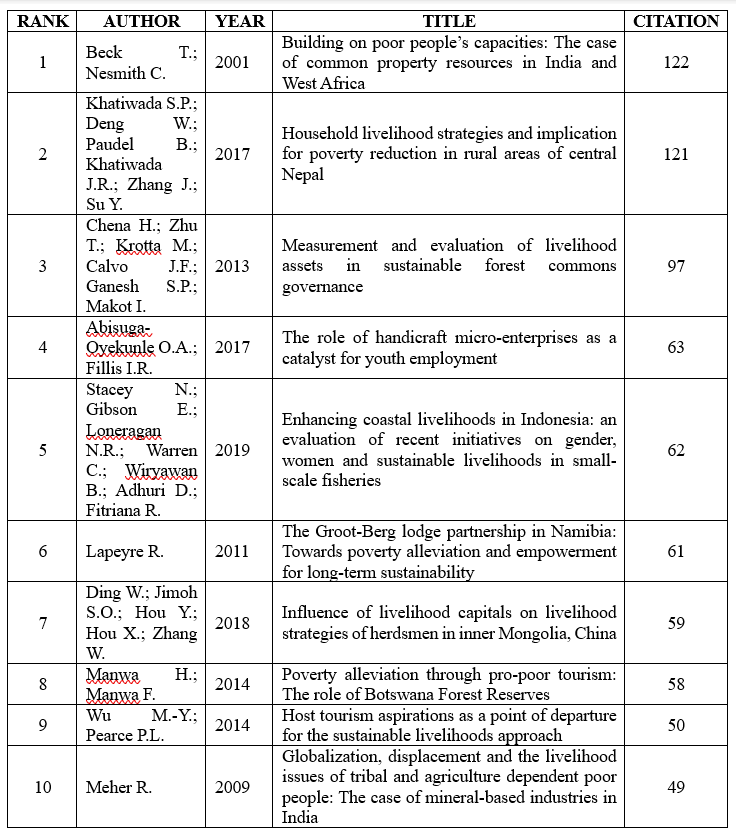 RANK AUTHOR YEAR TITLE CITATION
1 Beck T.; Nesmith C. 2001 Building on poor people's capacities: The case of common property resources in India and West Africa 122
2 Khatiwada S.P.; Deng W.; Paudel B.; Khatiwada J.R.; Zhang J.; Su Y. 2017 Household livelihood strategies and implication for poverty reduction in rural areas of central Nepal 121
3 Chena H.; Zhu T.; Krotta M.; Calvo J.F.; Ganesh S.P.; Makot I. 2013 Measurement and evaluation of livelihood assets in sustainable forest commons governance 97
4 Abisuga-Oyekunle O.A.; Fillis I.R. 2017 The role of handicraft micro-enterprises as a catalyst for youth employment 63
5 Stacey N.; Gibson E.; Loneragan N.R.; Warren C.; Wiryawan B.; Adhuri D.; Fitriana R. 2019 Enhancing coastal livelihoods in Indonesia: an evaluation of recent initiatives on gender, women and sustainable livelihoods in small-scale fisheries 62
6 Lapeyre R. 2011 The Groot-Berg lodge partnership in Namibia: Towards poverty alleviation and empowerment for long-term sustainability 61
7 Ding W.; Jimoh S.O.; Hou Y.; Hou X.; Zhang W. 2018 Influence of livelihood capitals on livelihood strategies of herdsmen in inner Mongolia, China 59
8 Manwa H.; Manwa F. 2014 Poverty alleviation through pro-poor tourism: The role of Botswana Forest Reserves 58
9 Wu M.-Y.; Pearce P.L. 2014 Host tourism aspirations as a point of departure for the sustainable livelihoods approach 50
10 Meher R. 2009 Globalization, displacement and the livelihood issues of tribal and agriculture dependent poor people: The case of mineral-based industries in India 49